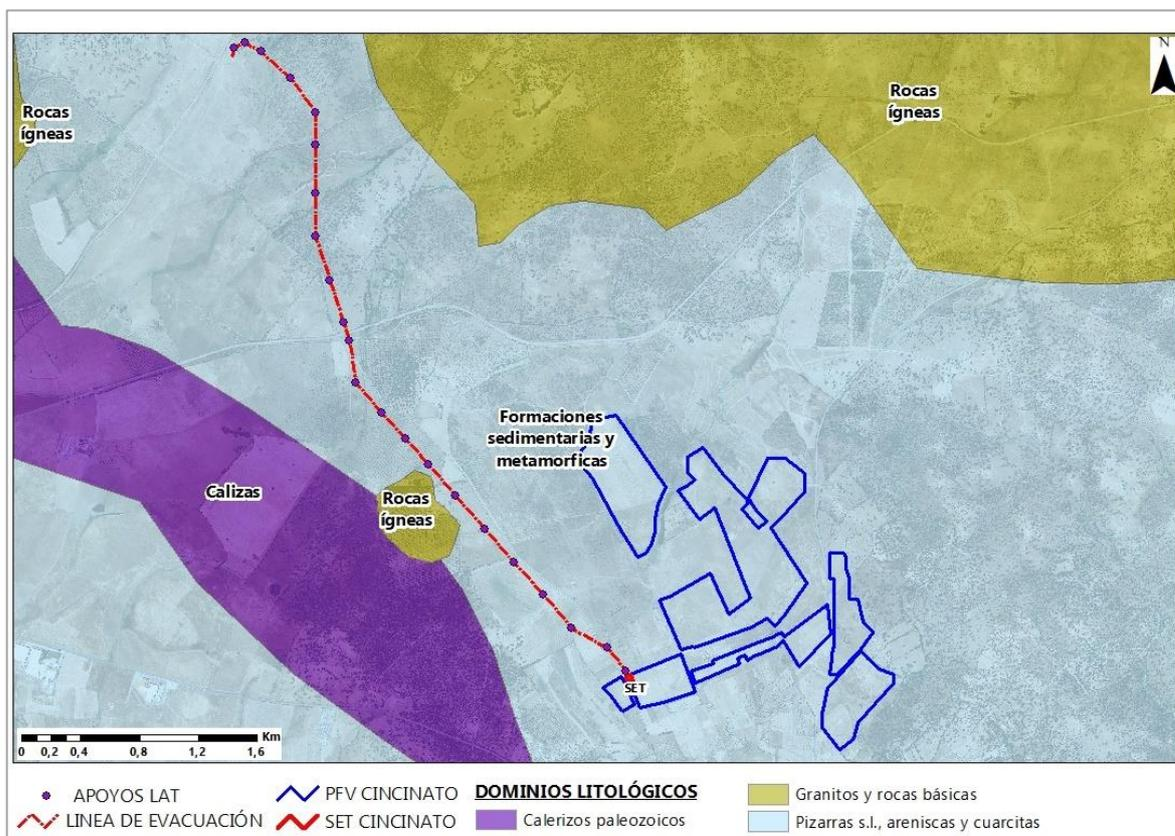 N
Rocas
ígneas
Rocas
ígneas
Formaciones
sedimentarias y
metamorficas
Calizas
Rocas
ígneas
SET
Km
0 0,2 0,4 0,8 1,2 1,6
APOYOS LAT
LINEA DE EVACUACIÓN
PFV CINCINATO
SET CINCINATO
DOMINIOS LITOLÓGICOS
Calerizos paleozoicos
Granitos y rocas básicas
Pizarras s.l., areniscas y cuarcitas